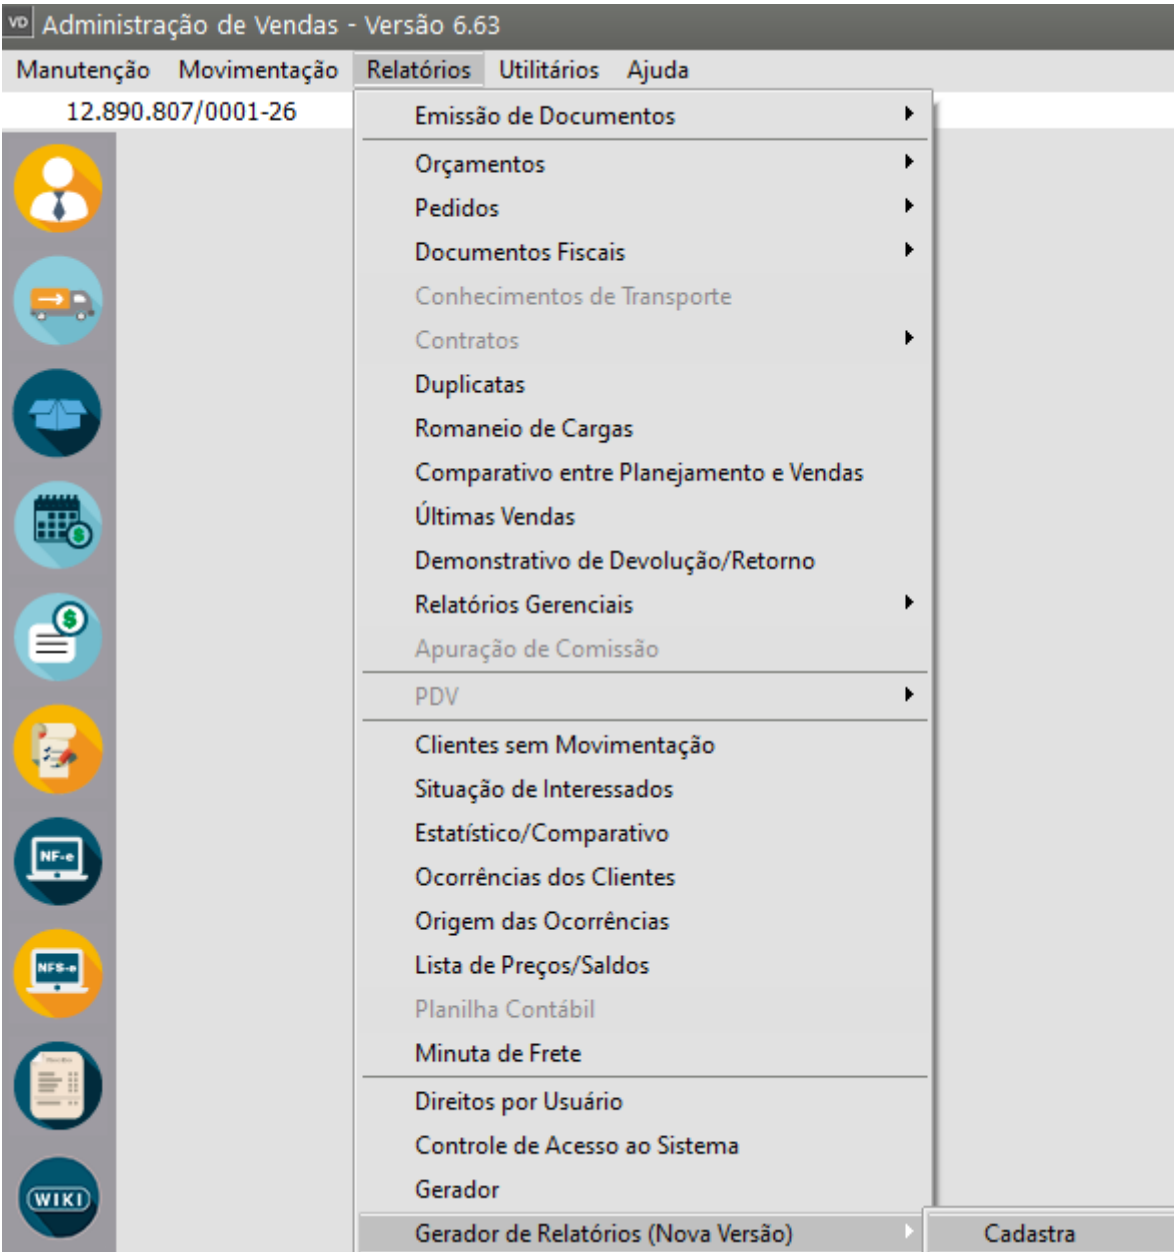 VD Administração de Vendas - Versão 6.63
Manutenção Movimentação Relatórios Utilitários Ajuda
12.890.807/0001-26
Emissão de Documentos
Orçamentos
Pedidos
Documentos Fiscais
Conhecimentos de Transporte
Contratos
Duplicatas
Romaneio de Cargas
Comparativo entre Planejamento e Vendas
Últimas Vendas
Demonstrativo de Devolução/Retorno
Relatórios Gerenciais
Apuração de Comissão
PDV
Clientes sem Movimentação
Situação de Interessados
Estatístico/Comparativo
NF-e
Ocorrências dos Clientes
Origem das Ocorrências
Lista de Preços/Saldos
NFS-e
Planilha Contábil
Minuta de Frete
Direitos por Usuário
Controle de Acesso ao Sistema
Gerador
WIKI
Gerador de Relatórios (Nova Versão) Cadastra